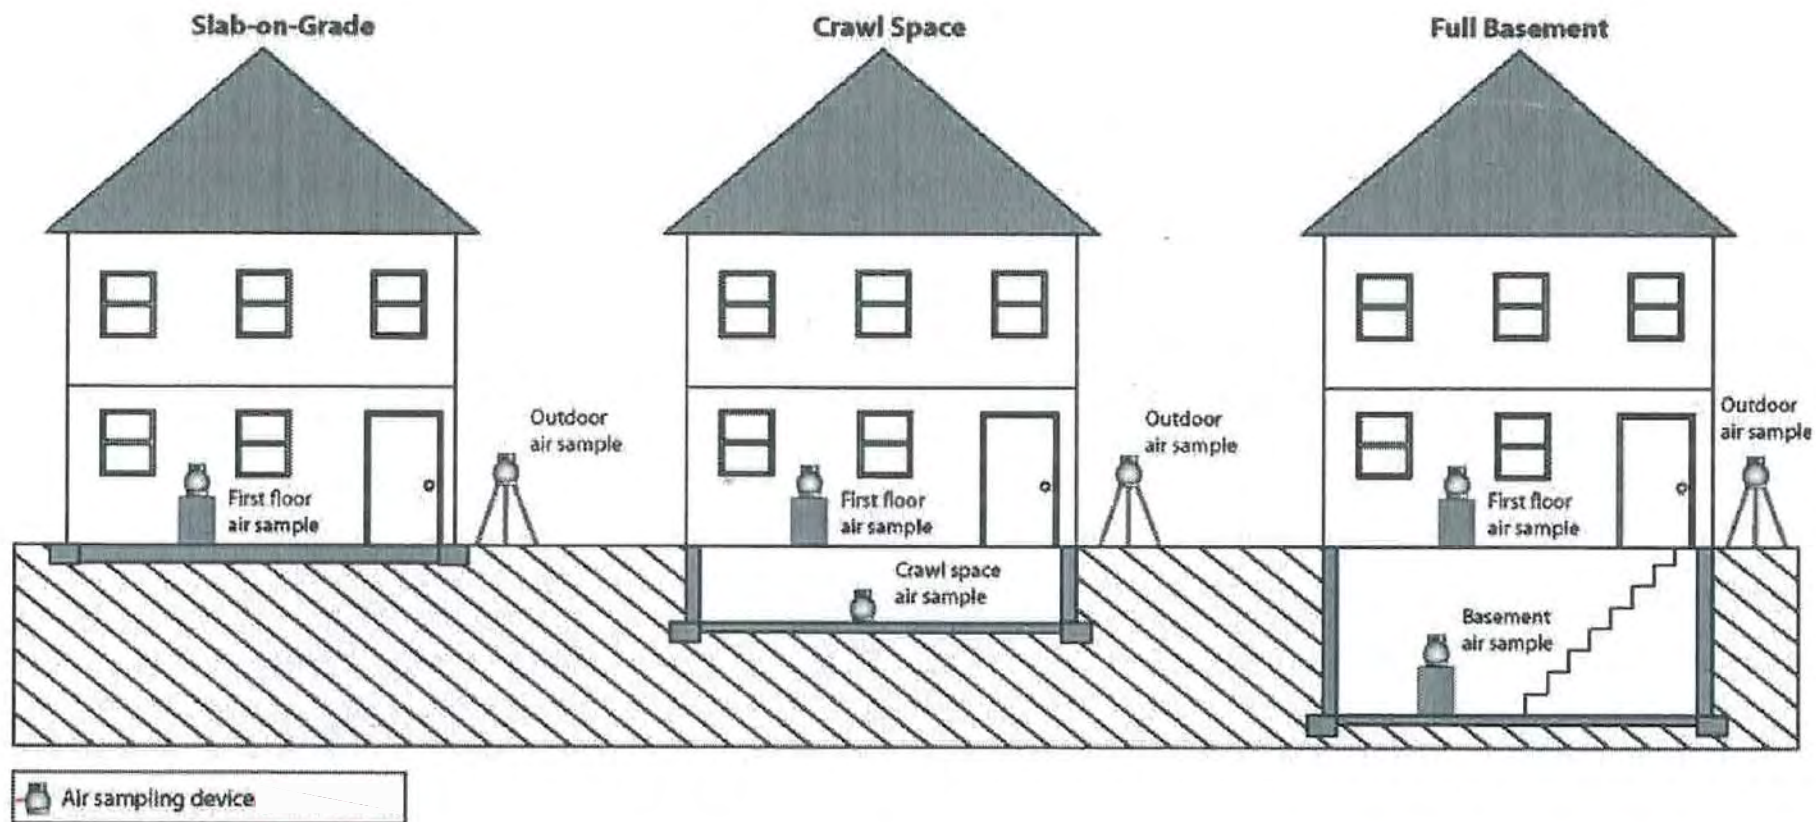 Slab-on-Grade
Crawl Space
Full Basement
Outdoor
air sample
First floor
air sample
Outdoor
air sample
First floor
air sample
Crawl space
air sample
Outdoor
air sample
First floor
air sample
Basement
air sample
Air sampling device